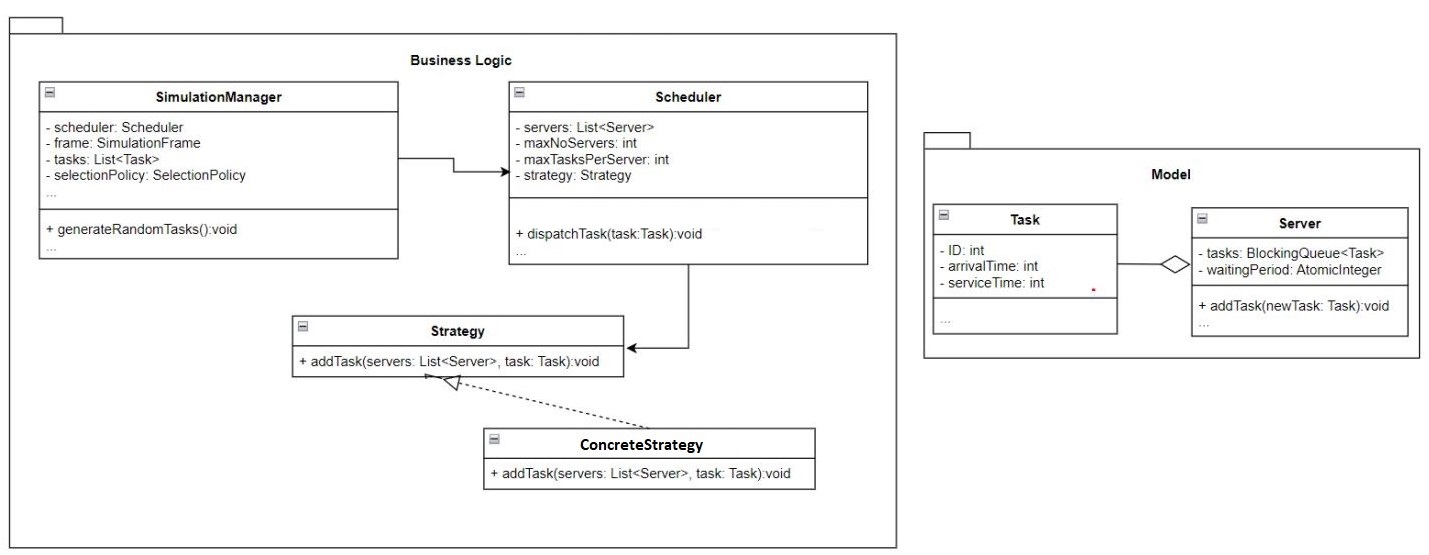 Business Logic
SimulationManager
- scheduler: Scheduler
- frame: SimulationFrame
- tasks: List<Task>
- selectionPolicy: SelectionPolicy
...
+ generateRandomTasks():void
...
Scheduler
- servers: List<Server>
- maxNoServers: int
- maxTasksPerServer: int
- strategy: Strategy
+ dispatchTask(task:Task):void
...
Strategy
+ addTask(servers: List<Server>, task: Task):void
ConcreteStrategy
+ addTask(servers: List<Server>, task: Task):void
Model
Task
- ID: int
- arrivalTime: int
- serviceTime: int
...
Server
- tasks: BlockingQueue<Task>
- waitingPeriod: AtomicInteger
+ addTask(newTask: Task):void
...